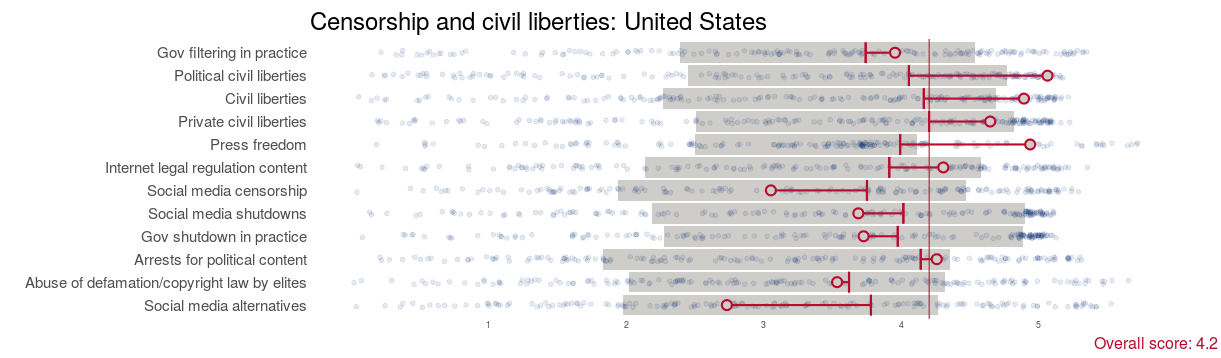 Censorship and civil liberties: United States
Gov filtering in practice
Political civil liberties
Civil liberties
Private civil liberties
Press freedom
Internet legal regulation content
Social media censorship
Social media shutdowns
Gov shutdown in practice
Arrests for political content
Abuse of defamation/copyright law by elites
Social media alternatives
1 2 3 4 5
Overall score: 4.2